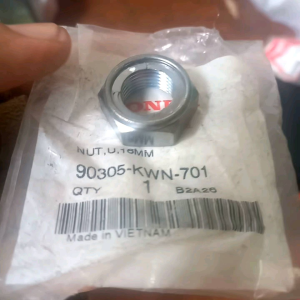 NUT,U,16MM
90305-KWN-701
QTY 1 B2A20
Made in VIETNAM